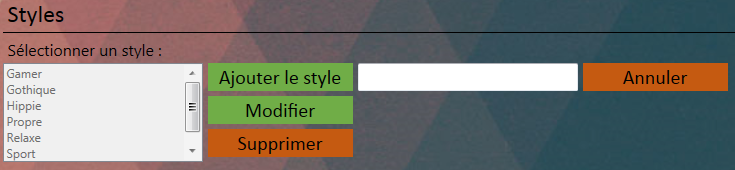 Styles
Sélectionner un style :
Gamer
Gothique
Hippie
Propre
Relaxe
Sport
Ajouter le style
Annuler
Modifier
Supprimer